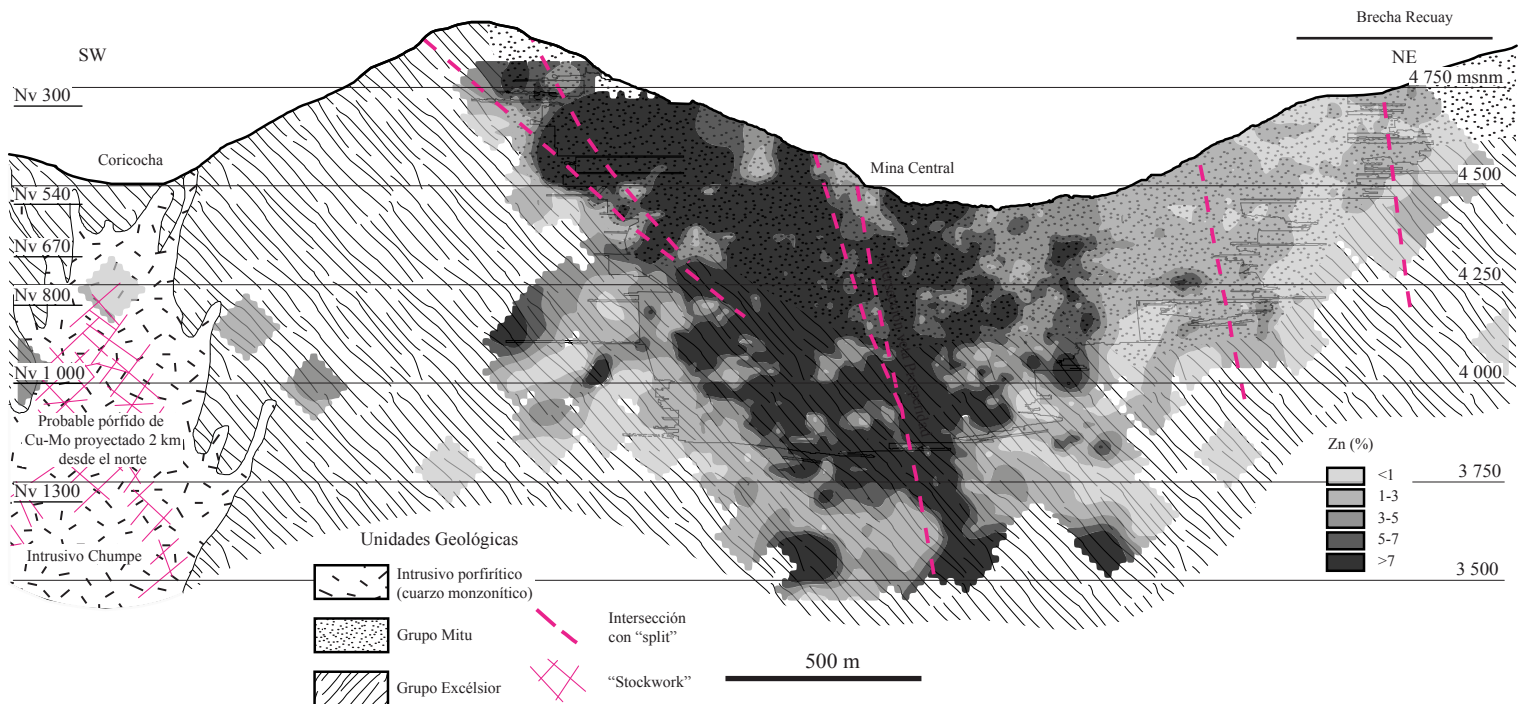 Brecha Recuay
SW
NE
4 750 msnm
Nv 300
Coricocha
Mina Central
4 500
Nv 540
Nv 670
4 250
Nv 800
Nv 1 000
4 000
Probable pórfido de
Cu-Mo proyectado 2 km
desde el norte
Zn (%)
<1
1-3
3-5
5-7
>7
3 750
Nv 1300
Intrusivo Chumpe
3 500
Unidades Geológicas
Intrusivo porfirítico
(cuarzo monzonítico)
Grupo Mitu
Grupo Excélsior
Intersección
con “split”
“Stockwork”
500 m